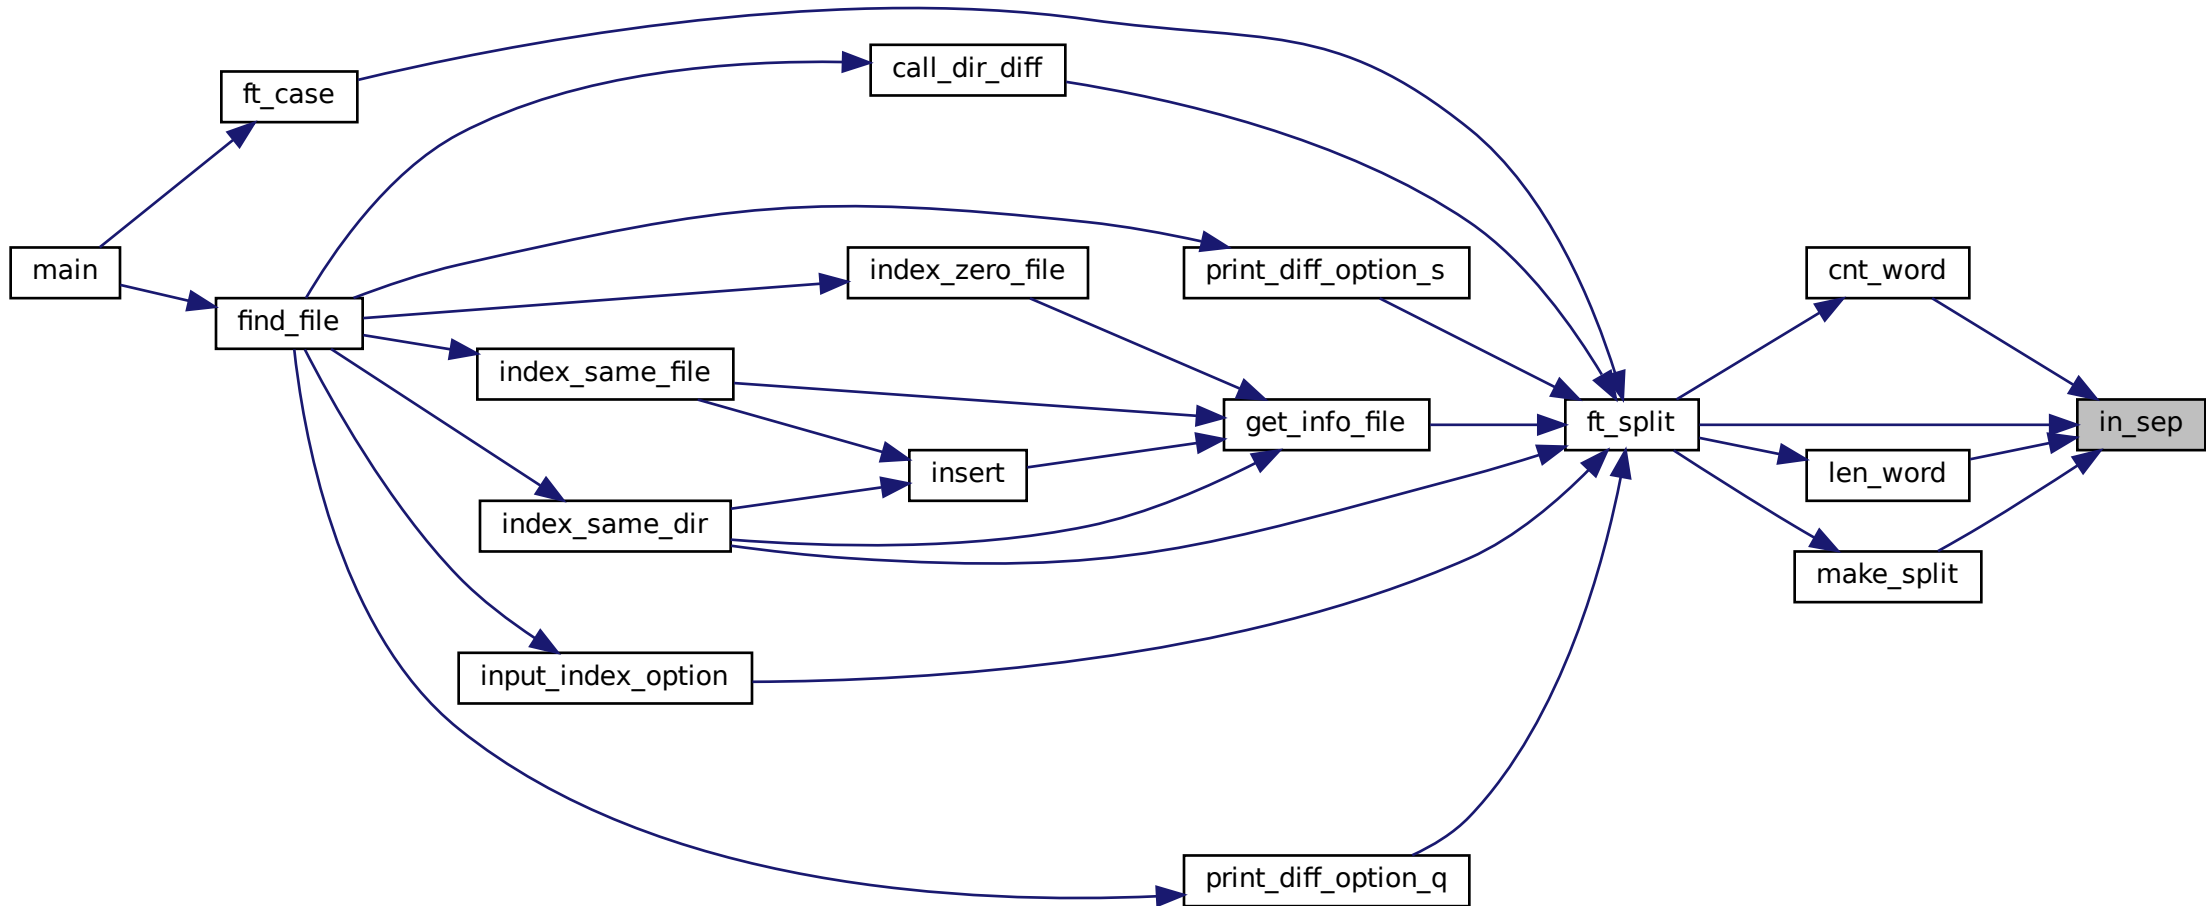 ft_case
call_dir_diff
main
find_file
index_zero_file
print_diff_option_s
cnt_word
index_same_file
get_info_file
ft_split
in_sep
insert
len_word
index_same_dir
make_split
input_index_option
print_diff_option_q